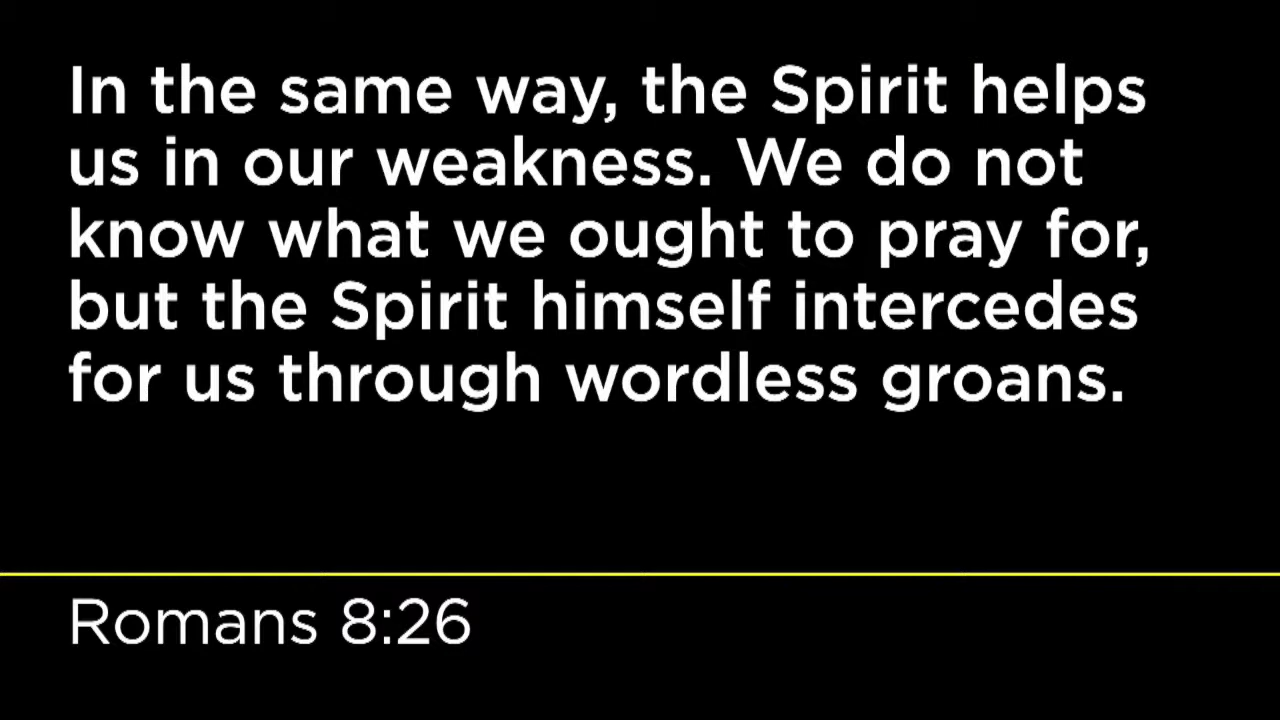 In the same way, the Spirit helps
us in our weakness. We do not
know what we ought to pray for,
but the Spirit himself intercedes
for us through wordless groans.
Romans 8:26